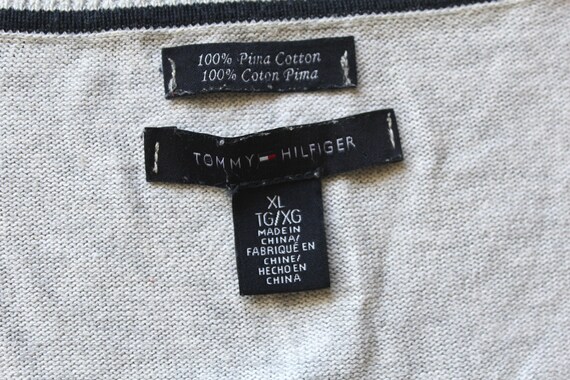 100% Pima Cotton
100% Coton Pima
TOMMY HILFIGER
XL
TG/XG
MADE IN
CHINA/
FABRIQUÉ EN
CHINE/
HECHO EN
CHINA